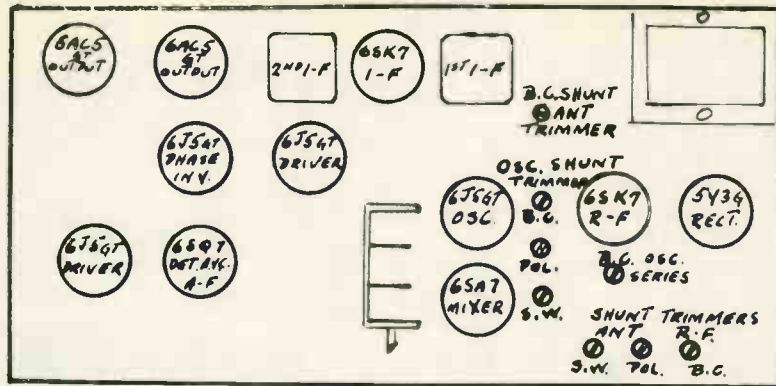 6AC5
GT
OUTPUT
6AC5
GT
OUTPUT
2ND I-F
6SK7
I-F
1ST I-F
B.C. SHUNT
ANT
TRIMMER
6J5GT
PHASE
INV.
6J5GT
DRIVER
OSC. SHUNT
TRIMMER
6J5GT
OSC.
B.C.
POL.
S.W.
6SK7
R-F
5Y3G
RECT.
6J5GT
DRIVER
6SQ7
DET. AVC.
A-F
6SA7
MIXER
B.C. OSC.
SERIES
SHUNT TRIMMERS
ANT R-F.
S.W. POL. B.C.